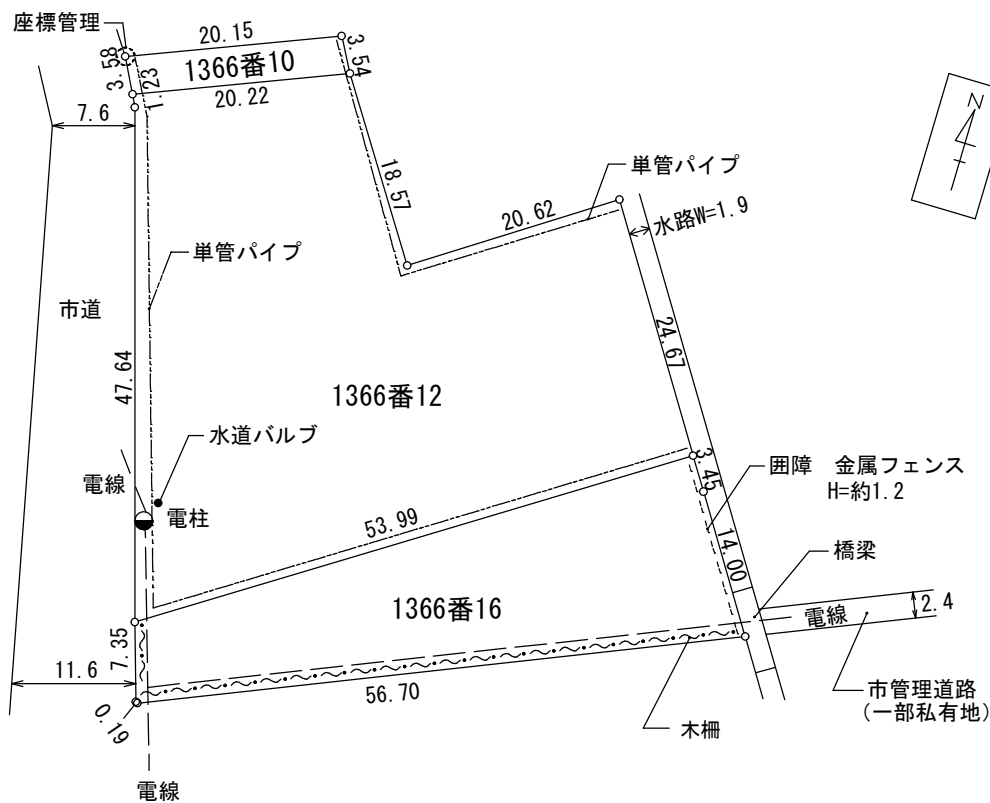 座標管理
20.15
3.58
1366番10
3.54
1.23
20.22
7.6
N
単管パイプ
18.57
20.62
水路W=1.9
単管パイプ
市道
24.67
47.64
1366番12
水道バルブ
3.45
囲障 金属フェンス
H=約1.2
電線
電柱
53.99
14.00
橋梁
1366番16
電線
2.4
7.35
11.6
56.70
市管理道路
(一部私有地)
0.19
木柵
電線